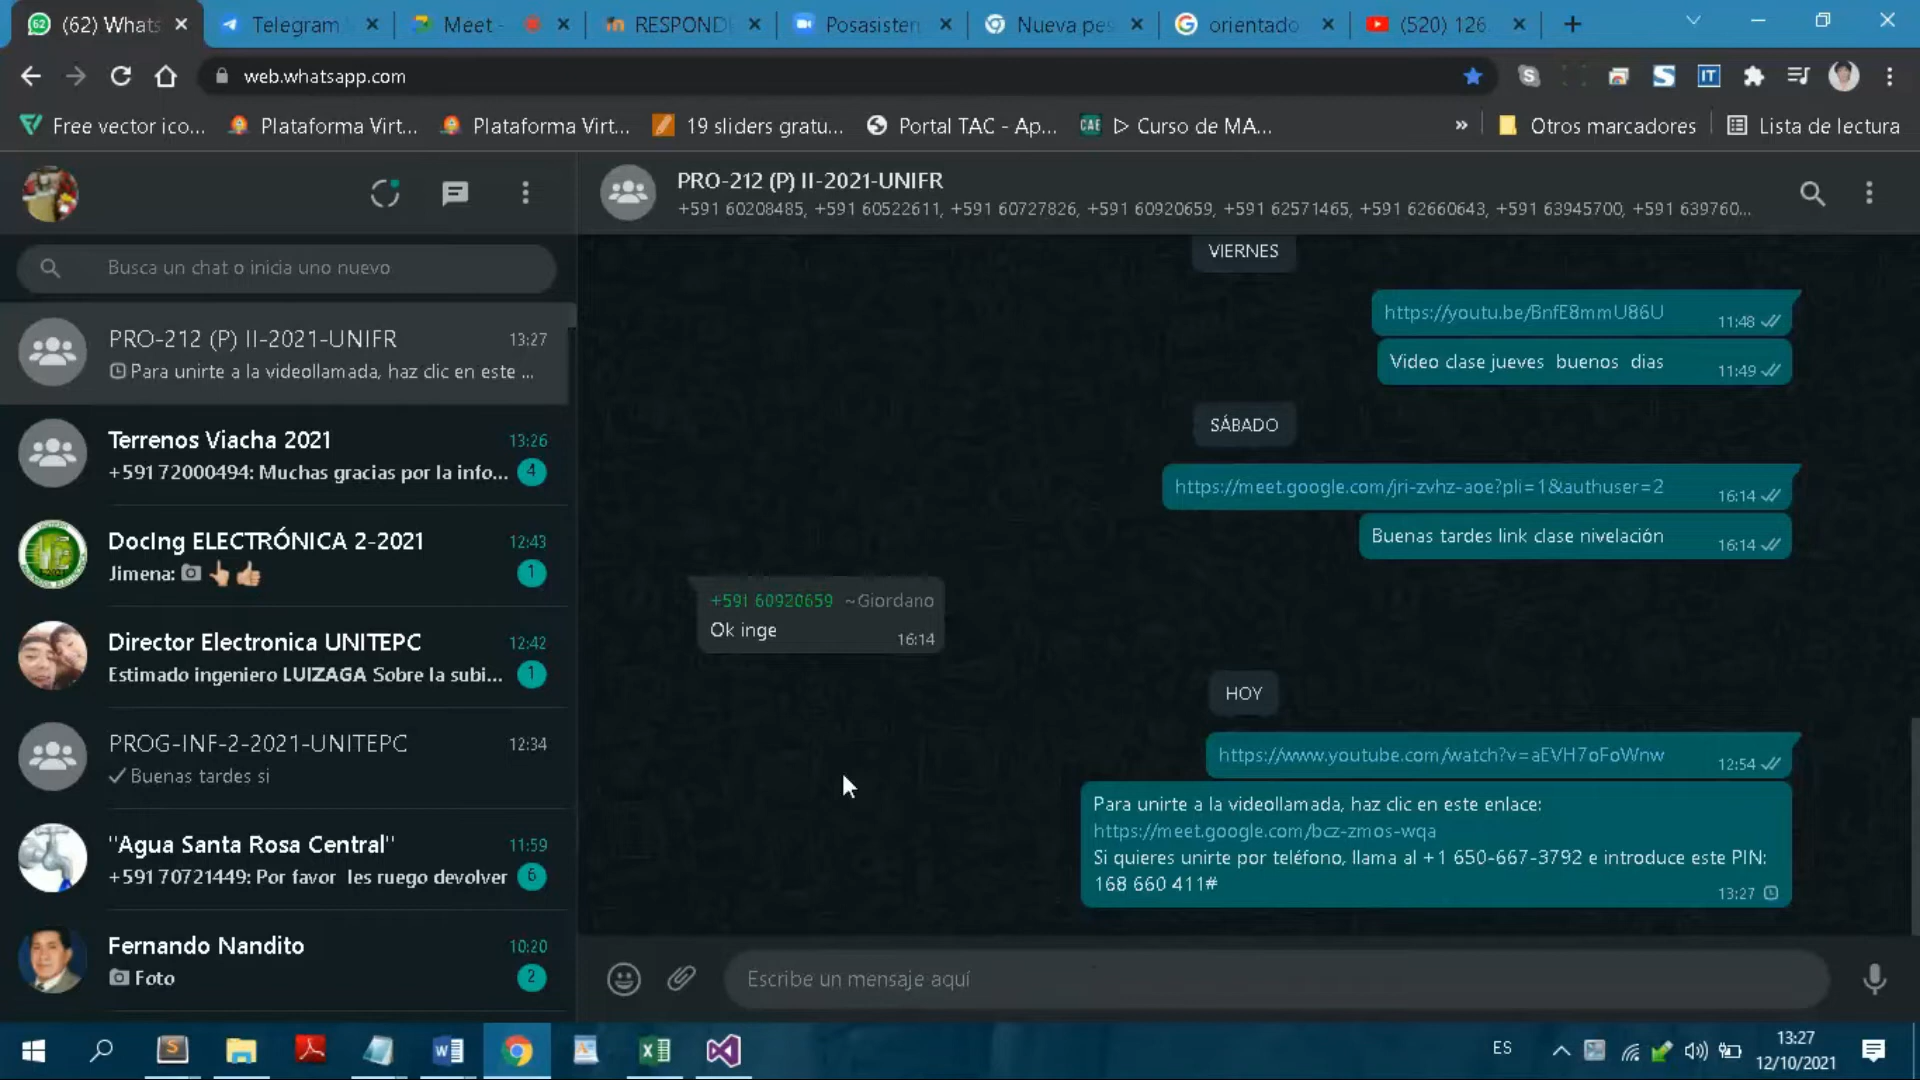 (62) Whats
Telegram
Meet -
RESPOND
Posasisten
Nueva pes
orientado
(520) 126
web.whatsapp.com
Free vector ico...
Plataforma Virt...
Plataforma Virt...
19 sliders gratu...
Portal TAC - Ap...
CAE
▷ Curso de MA...
»
Otros marcadores
Lista de lectura
Busca un chat o inicia uno nuevo
PRO-212 (P) II-2021-UNIFR
13:27
Para unirte a la videollamada, haz clic en este ...
Terrenos Viacha 2021
13:26
+591 72000494: Muchas gracias por la info...
4
DocIng ELECTRÓNICA 2-2021
12:43
Jimena:
1
Director Electronica UNITEPC
12:42
Estimado ingeniero LUIZAGA Sobre la subi...
1
PROG-INF-2-2021-UNITEPC
12:34
Buenas tardes si
"Agua Santa Rosa Central"
11:59
+591 70721449: Por favor les ruego devolver
6
Fernando Nandito
10:20
Foto
2
PRO-212 (P) II-2021-UNIFR
+591 60208485, +591 60522611, +591 60727826, +591 60920659, +591 62571465, +591 62660643, +591 63945700, +591 639760...
VIERNES
https://youtu.be/BnfE8mmU86U
11:48
Video clase jueves buenos dias
11:49
SÁBADO
https://meet.google.com/jri-zvhz-aoe?pli=1&authuser=2
16:14
Buenas tardes link clase nivelación
16:14
+591 60920659 ~Giordano
Ok inge
16:14
HOY
https://www.youtube.com/watch?v=aEVH7oFoWnw
12:54
Para unirte a la videollamada, haz clic en este enlace:
https://meet.google.com/bcz-zmos-wqa
Si quieres unirte por teléfono, llama al +1 650-667-3792 e introduce este PIN:
168 660 411#
13:27
Escribe un mensaje aquí
ES
13:27
12/10/2021